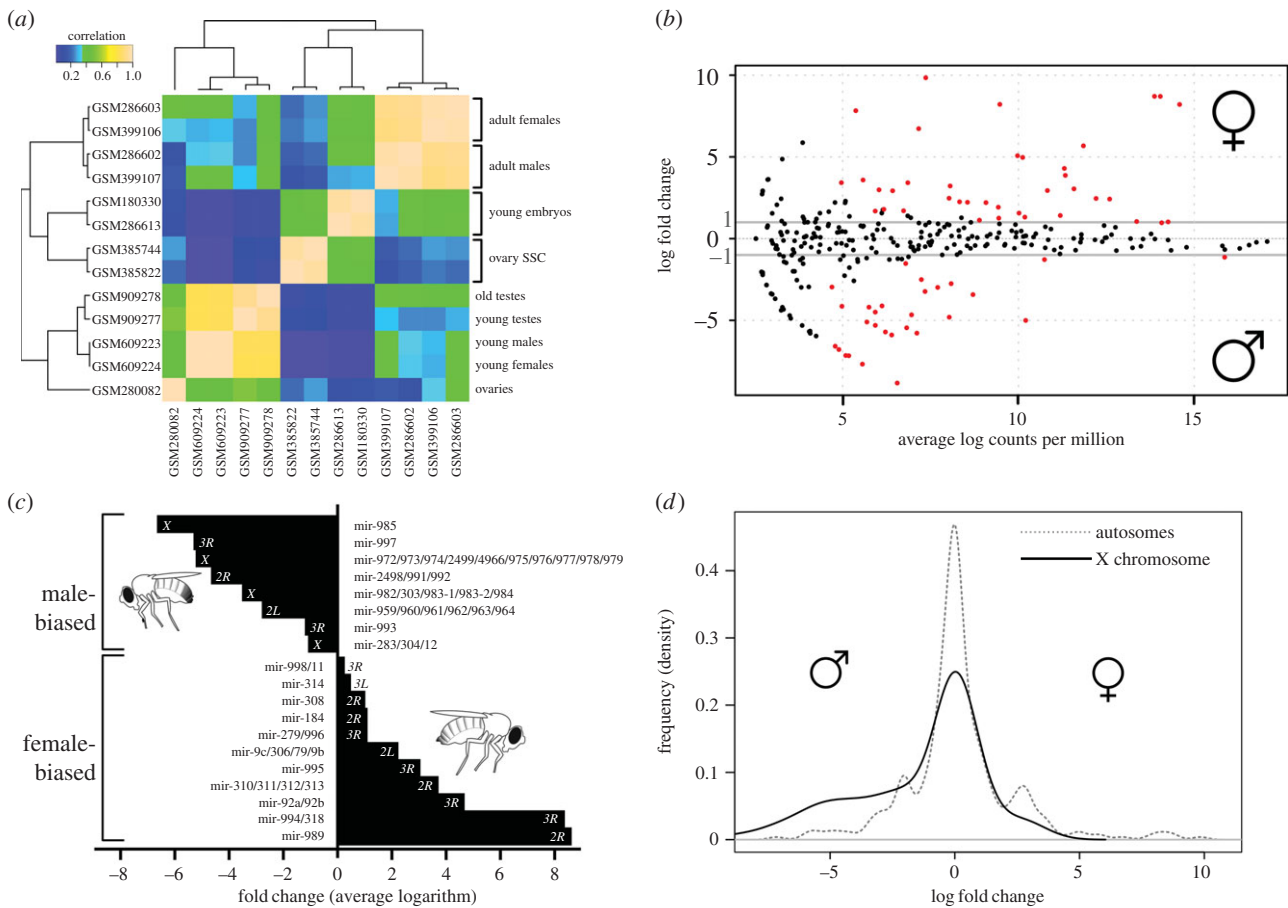 (a)
correlation
0.2 0.6 1.0
GSM286603
GSM399106
GSM286602
GSM399107
GSM180330
GSM286613
GSM385744
GSM385822
GSM909278
GSM909277
GSM609223
GSM609224
GSM280082
adult females
adult males
young embryos
ovary SSC
old testes
young testes
young males
young females
ovaries
GSM280082
GSM609224
GSM609223
GSM909277
GSM909278
GSM385822
GSM385744
GSM286613
GSM180330
GSM399107
GSM286602
GSM399106
GSM286603
(b)
log fold change
10
5
1
0
−1
−5
♀
♂
5 10 15
average log counts per million
(c)
male-
biased
X mir-985
3R mir-997
X mir-972/973/974/2499/4966/975/976/977/978/979
2R mir-2498/991/992
X mir-982/303/983-1/983-2/984
2L mir-959/960/961/962/963/964
3R mir-993
X mir-283/304/12
female-
biased
mir-998/11 3R
mir-314 3L
mir-308 2R
mir-184 2R
mir-279/996 3R
mir-9c/306/79/9b 2L
mir-995 3R
mir-310/311/312/313 2R
mir-92a/92b 3R
mir-994/318 3R
mir-989 2R
−8 −6 −4 −2 0 2 4 6 8
fold change (average logarithm)
(d)
frequency (density)
0.4
0.3
0.2
0.1
0
autosomes
X chromosome
♂
♀
−5 0 5 10
log fold change